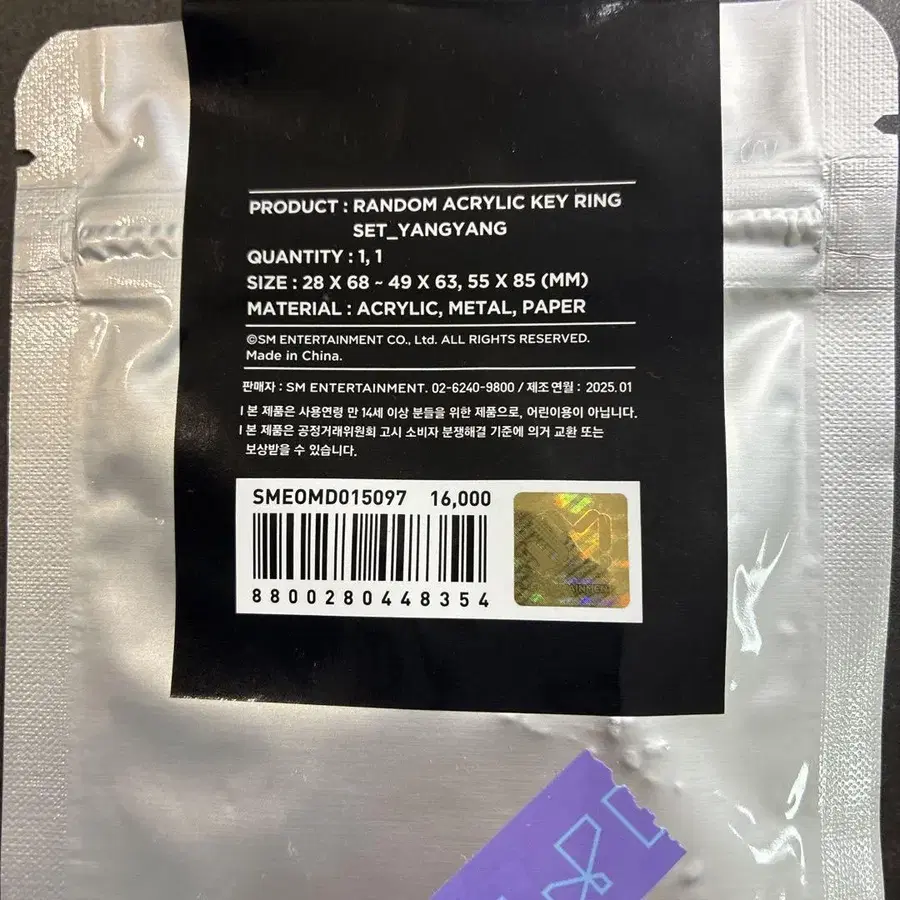 PRODUCT : RANDOM ACRYLIC KEY RING
SET_YANGYANG
QUANTITY : 1, 1
SIZE : 28 X 68 ~ 49 X 63, 55 X 85 (MM)
MATERIAL : ACRYLIC, METAL, PAPER
©SM ENTERTAINMENT CO., Ltd. ALL RIGHTS RESERVED.
Made in China.
판매자 : SM ENTERTAINMENT. 02-6240-9800 / 제조 연월 : 2025.01
| 본 제품은 사용연령 만 14세 이상 분들을 위한 제품으로, 어린이용이 아닙니다.
| 본 제품은 공정거래위원회 고시 소비자 분쟁해결 기준에 의거 교환 또는
보상받을 수 있습니다.
SMEOMD015097 16,000
8800280448354